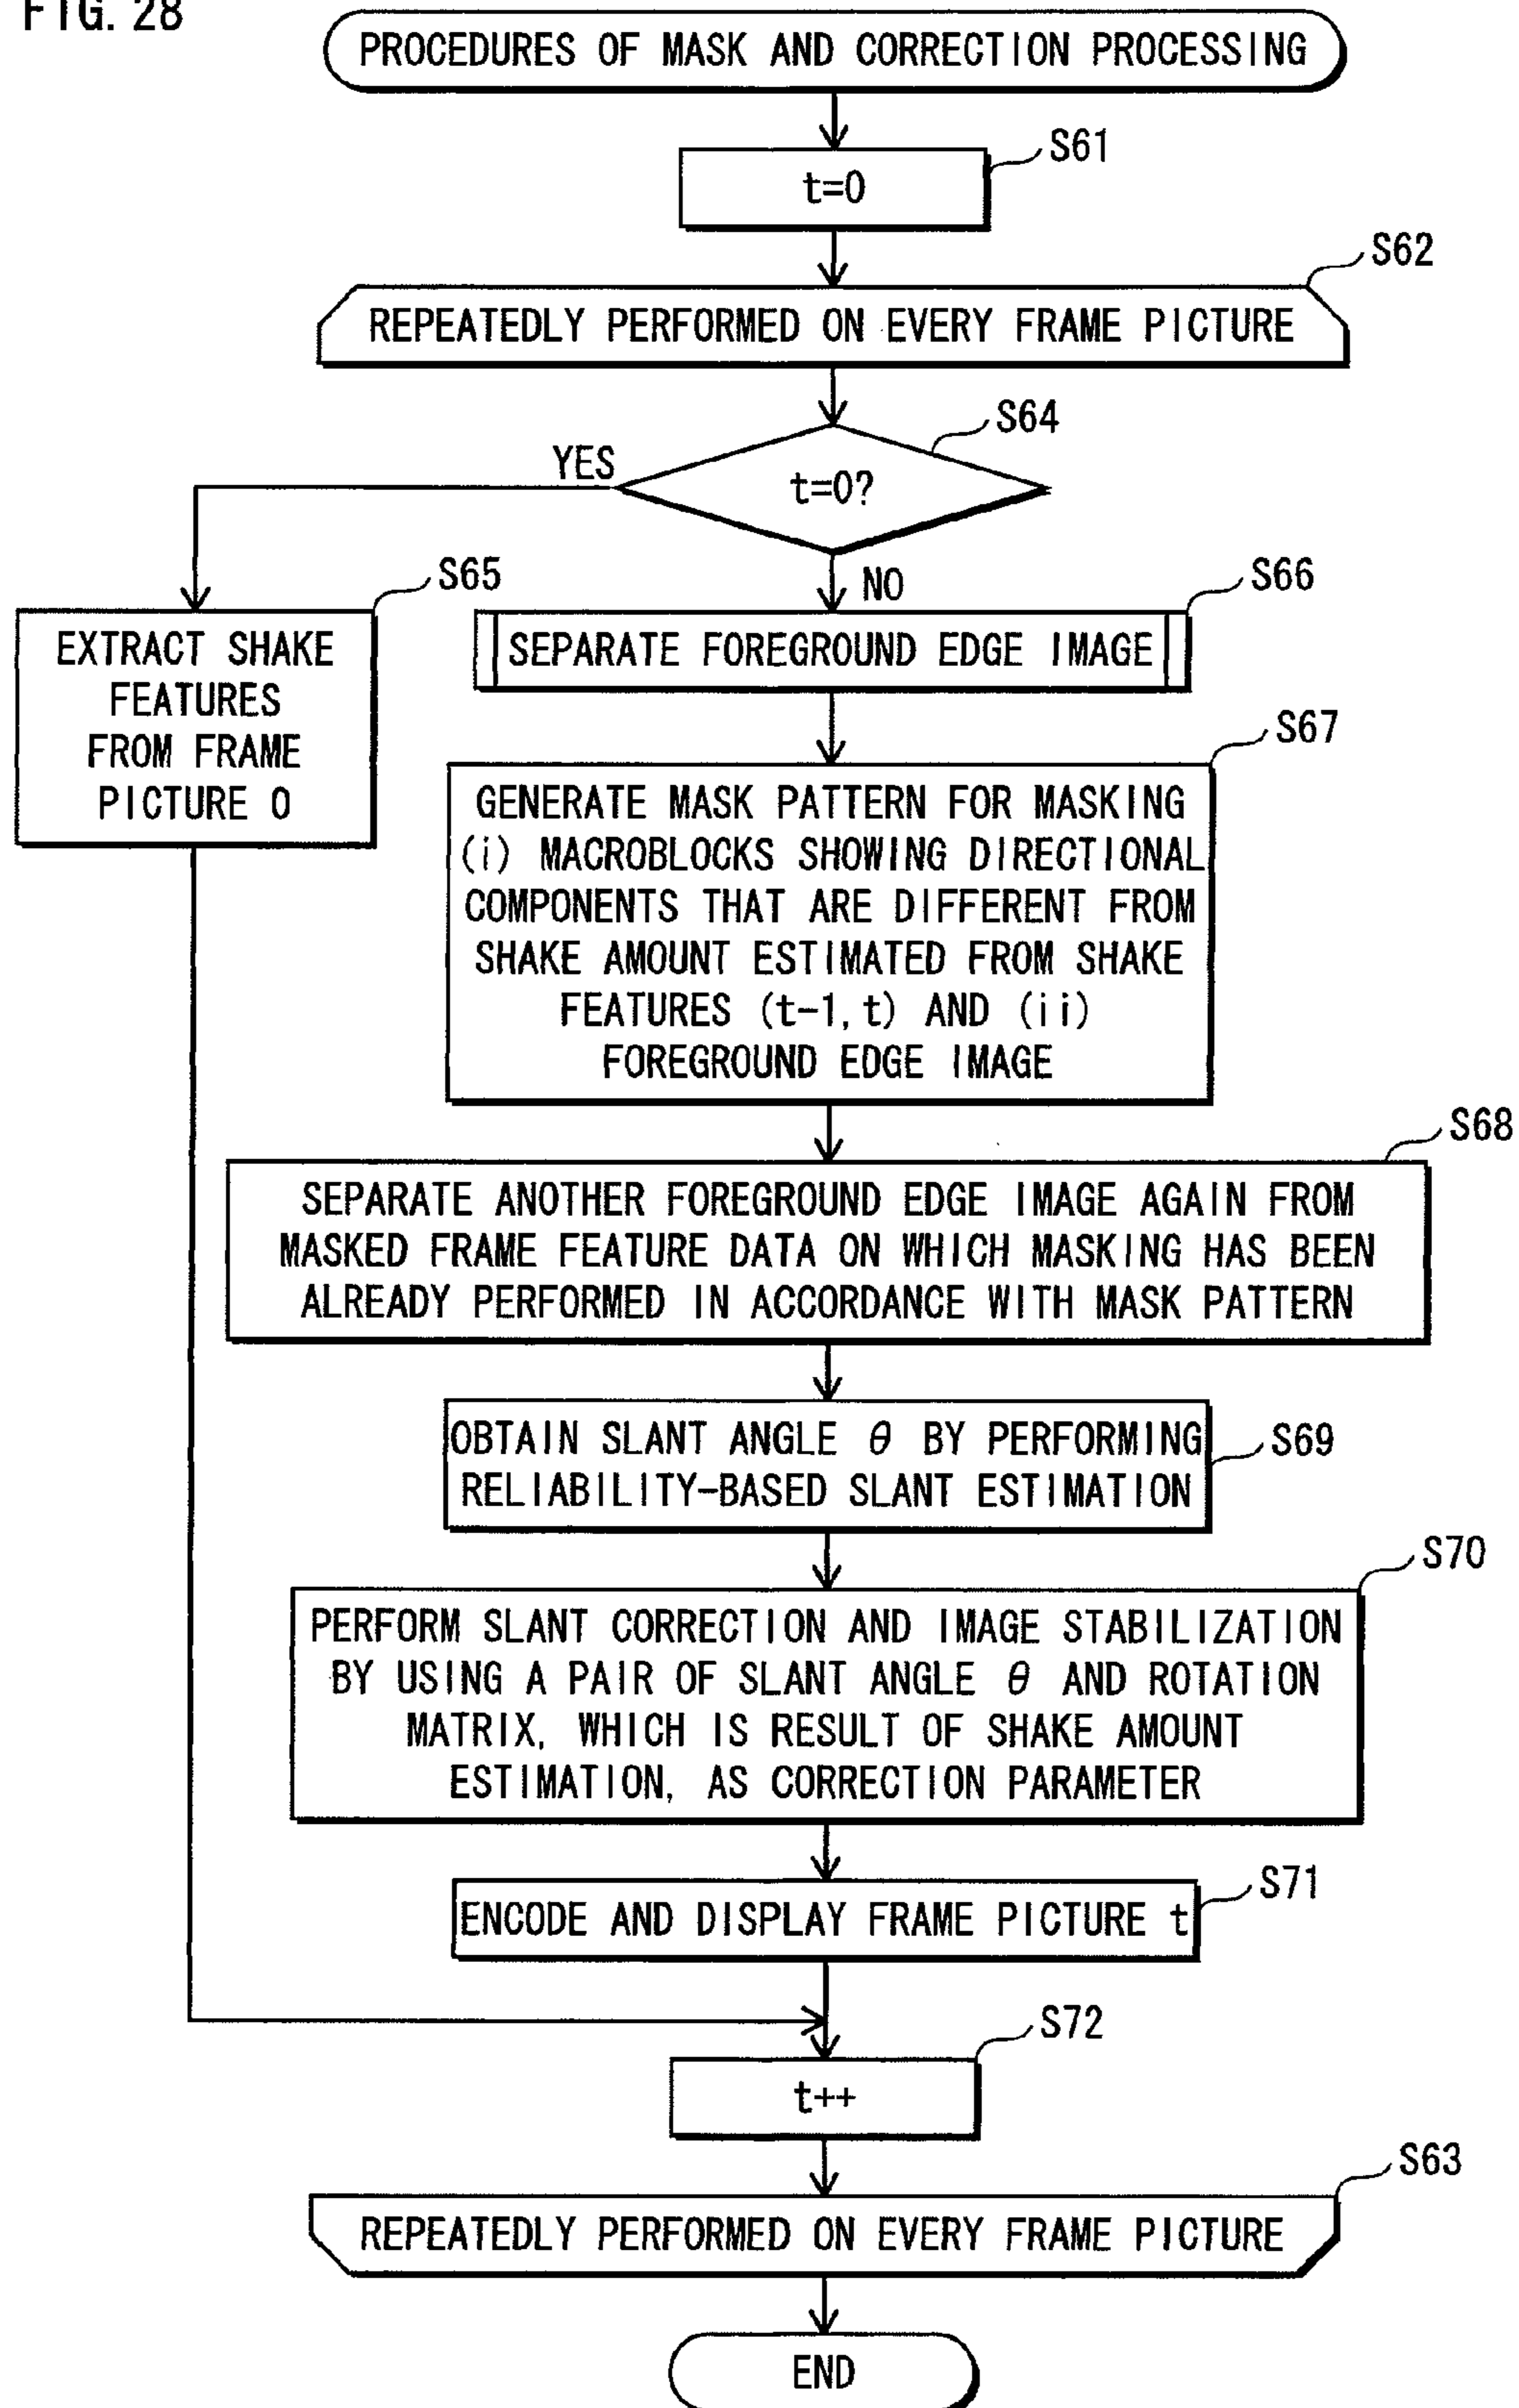 FIG. 28
PROCEDURES OF MASK AND CORRECTION PROCESSING
S61
t=0
S62
REPEATEDLY PERFORMED ON EVERY FRAME PICTURE
S64
YES
t=0?
S65
NO
S66
EXTRACT SHAKE
FEATURES
FROM FRAME
PICTURE 0
SEPARATE FOREGROUND EDGE IMAGE
S67
GENERATE MASK PATTERN FOR MASKING
(i) MACROBLOCKS SHOWING DIRECTIONAL
COMPONENTS THAT ARE DIFFERENT FROM
SHAKE AMOUNT ESTIMATED FROM SHAKE
FEATURES (t-1, t) AND (ii)
FOREGROUND EDGE IMAGE
S68
SEPARATE ANOTHER FOREGROUND EDGE IMAGE AGAIN FROM
MASKED FRAME FEATURE DATA ON WHICH MASKING HAS BEEN
ALREADY PERFORMED IN ACCORDANCE WITH MASK PATTERN
S69
OBTAIN SLANT ANGLE θ BY PERFORMING
RELIABILITY-BASED SLANT ESTIMATION
S70
PERFORM SLANT CORRECTION AND IMAGE STABILIZATION
BY USING A PAIR OF SLANT ANGLE θ AND ROTATION
MATRIX, WHICH IS RESULT OF SHAKE AMOUNT
ESTIMATION, AS CORRECTION PARAMETER
S71
ENCODE AND DISPLAY FRAME PICTURE t
S72
t++
S63
REPEATEDLY PERFORMED ON EVERY FRAME PICTURE
END